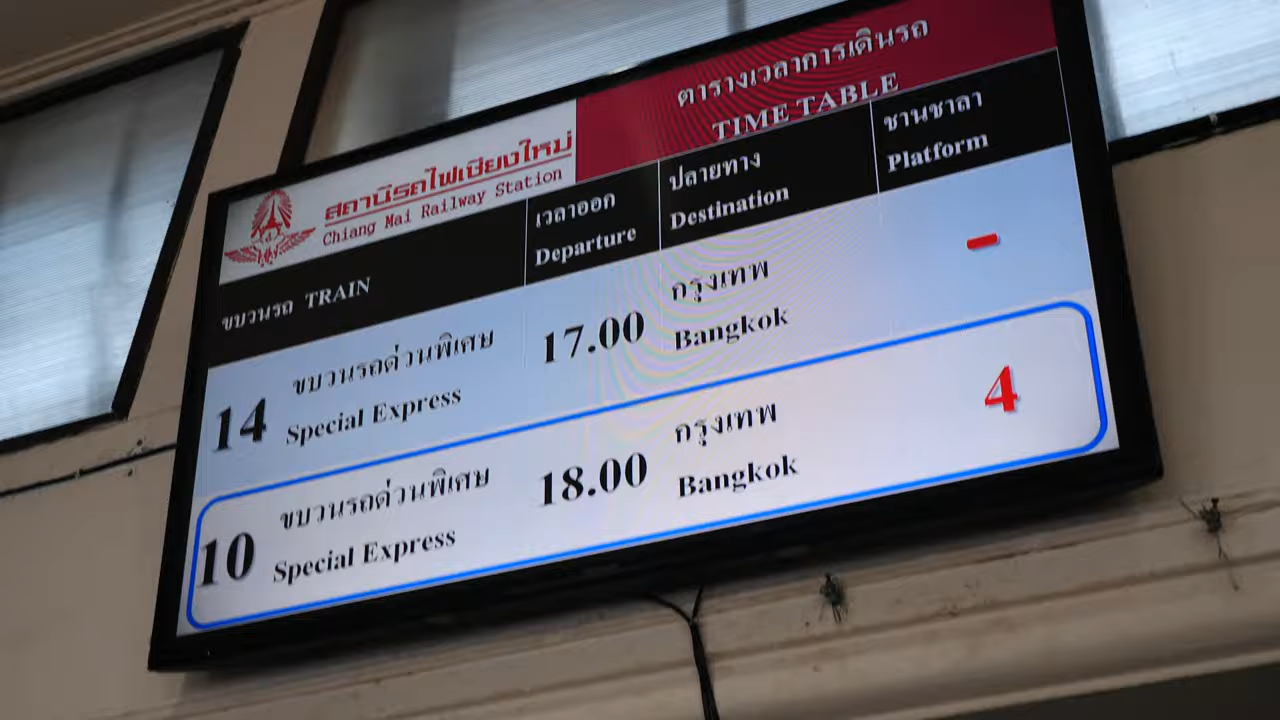 ตารางเวลาการเดินรถ
TIME TABLE
สถานีรถไฟเชียงใหม่
Chiang Mai Railway Station
ขบวนรถ TRAIN
เวลาออก
Departure
ปลายทาง
Destination
ชานชาลา
Platform
14
ขบวนรถด่วนพิเศษ
Special Express
17.00
กรุงเทพ
Bangkok
-
10
ขบวนรถด่วนพิเศษ
Special Express
18.00
กรุงเทพ
Bangkok
4